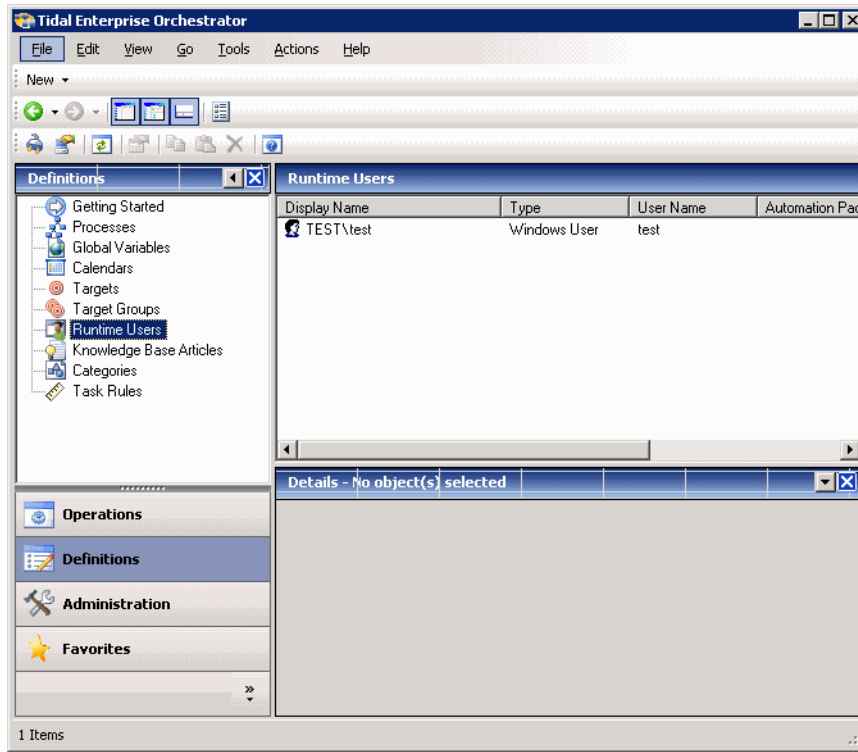 Tidal Enterprise Orchestrator
File Edit View Go Tools Actions Help
New
Definitions
Getting Started
Processes
Global Variables
Calendars
Targets
Target Groups
Runtime Users
Knowledge Base Articles
Categories
Task Rules
Operations
Definitions
Administration
Favorites
Runtime Users
Display Name Type User Name Automation Pac
TEST\test Windows User test
Details - No object(s) selected
1 Items